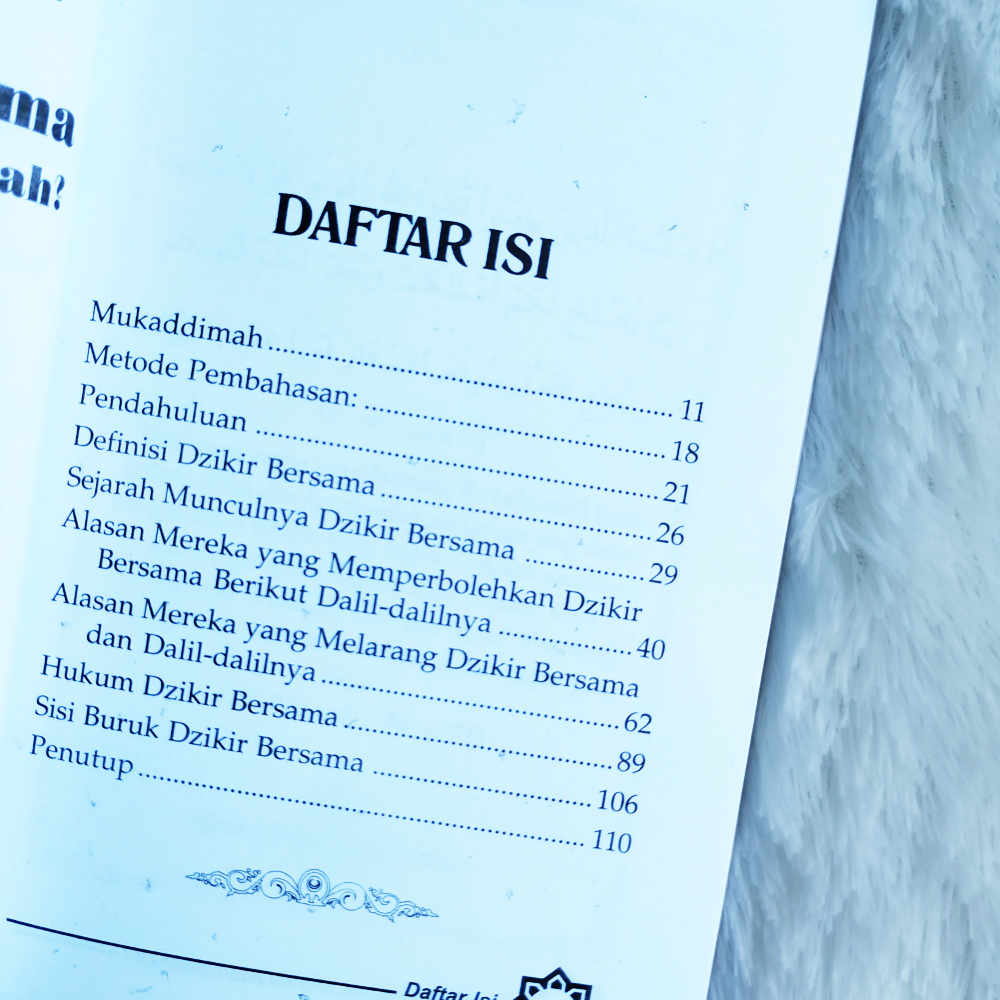 ma
ah?
DAFTAR ISI
Mukaddimah ........................................................ 11
Metode Pembahasan: .......................................... 18
Pendahuluan ........................................................ 21
Definisi Dzikir Bersama ..................................... 26
Sejarah Munculnya Dzikir Bersama ................ 29
Alasan Mereka yang Memperbolehkan Dzikir
Bersama Berikut Dalil-dalilnya .................. 40
Alasan Mereka yang Melarang Dzikir Bersama
dan Dalil-dalilnya ........................................ 62
Hukum Dzikir Bersama ..................................... 89
Sisi Buruk Dzikir Bersama .............................. 106
Penutup ............................................................. 110
Daftar Isi